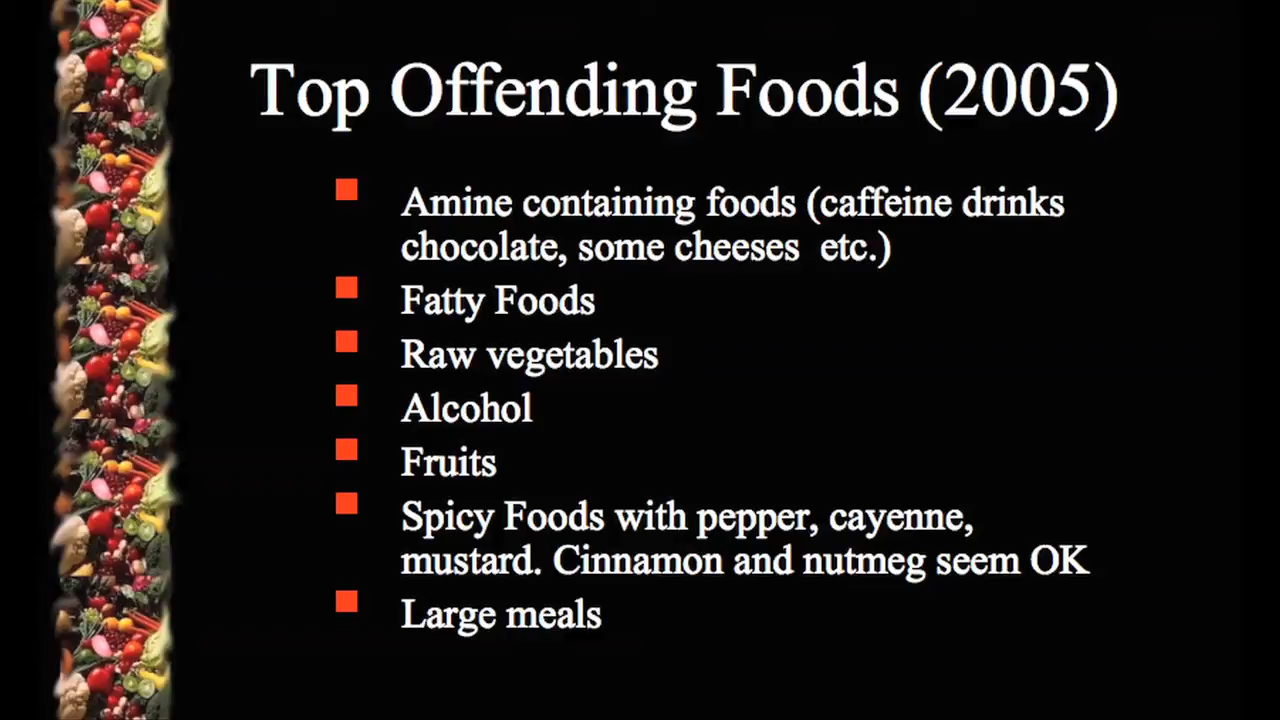 Top Offending Foods (2005)
Amine containing foods (caffeine drinks
chocolate, some cheeses  etc.)
Fatty Foods
Raw vegetables
Alcohol
Fruits
Spicy Foods with pepper, cayenne,
mustard. Cinnamon and nutmeg seem OK
Large meals